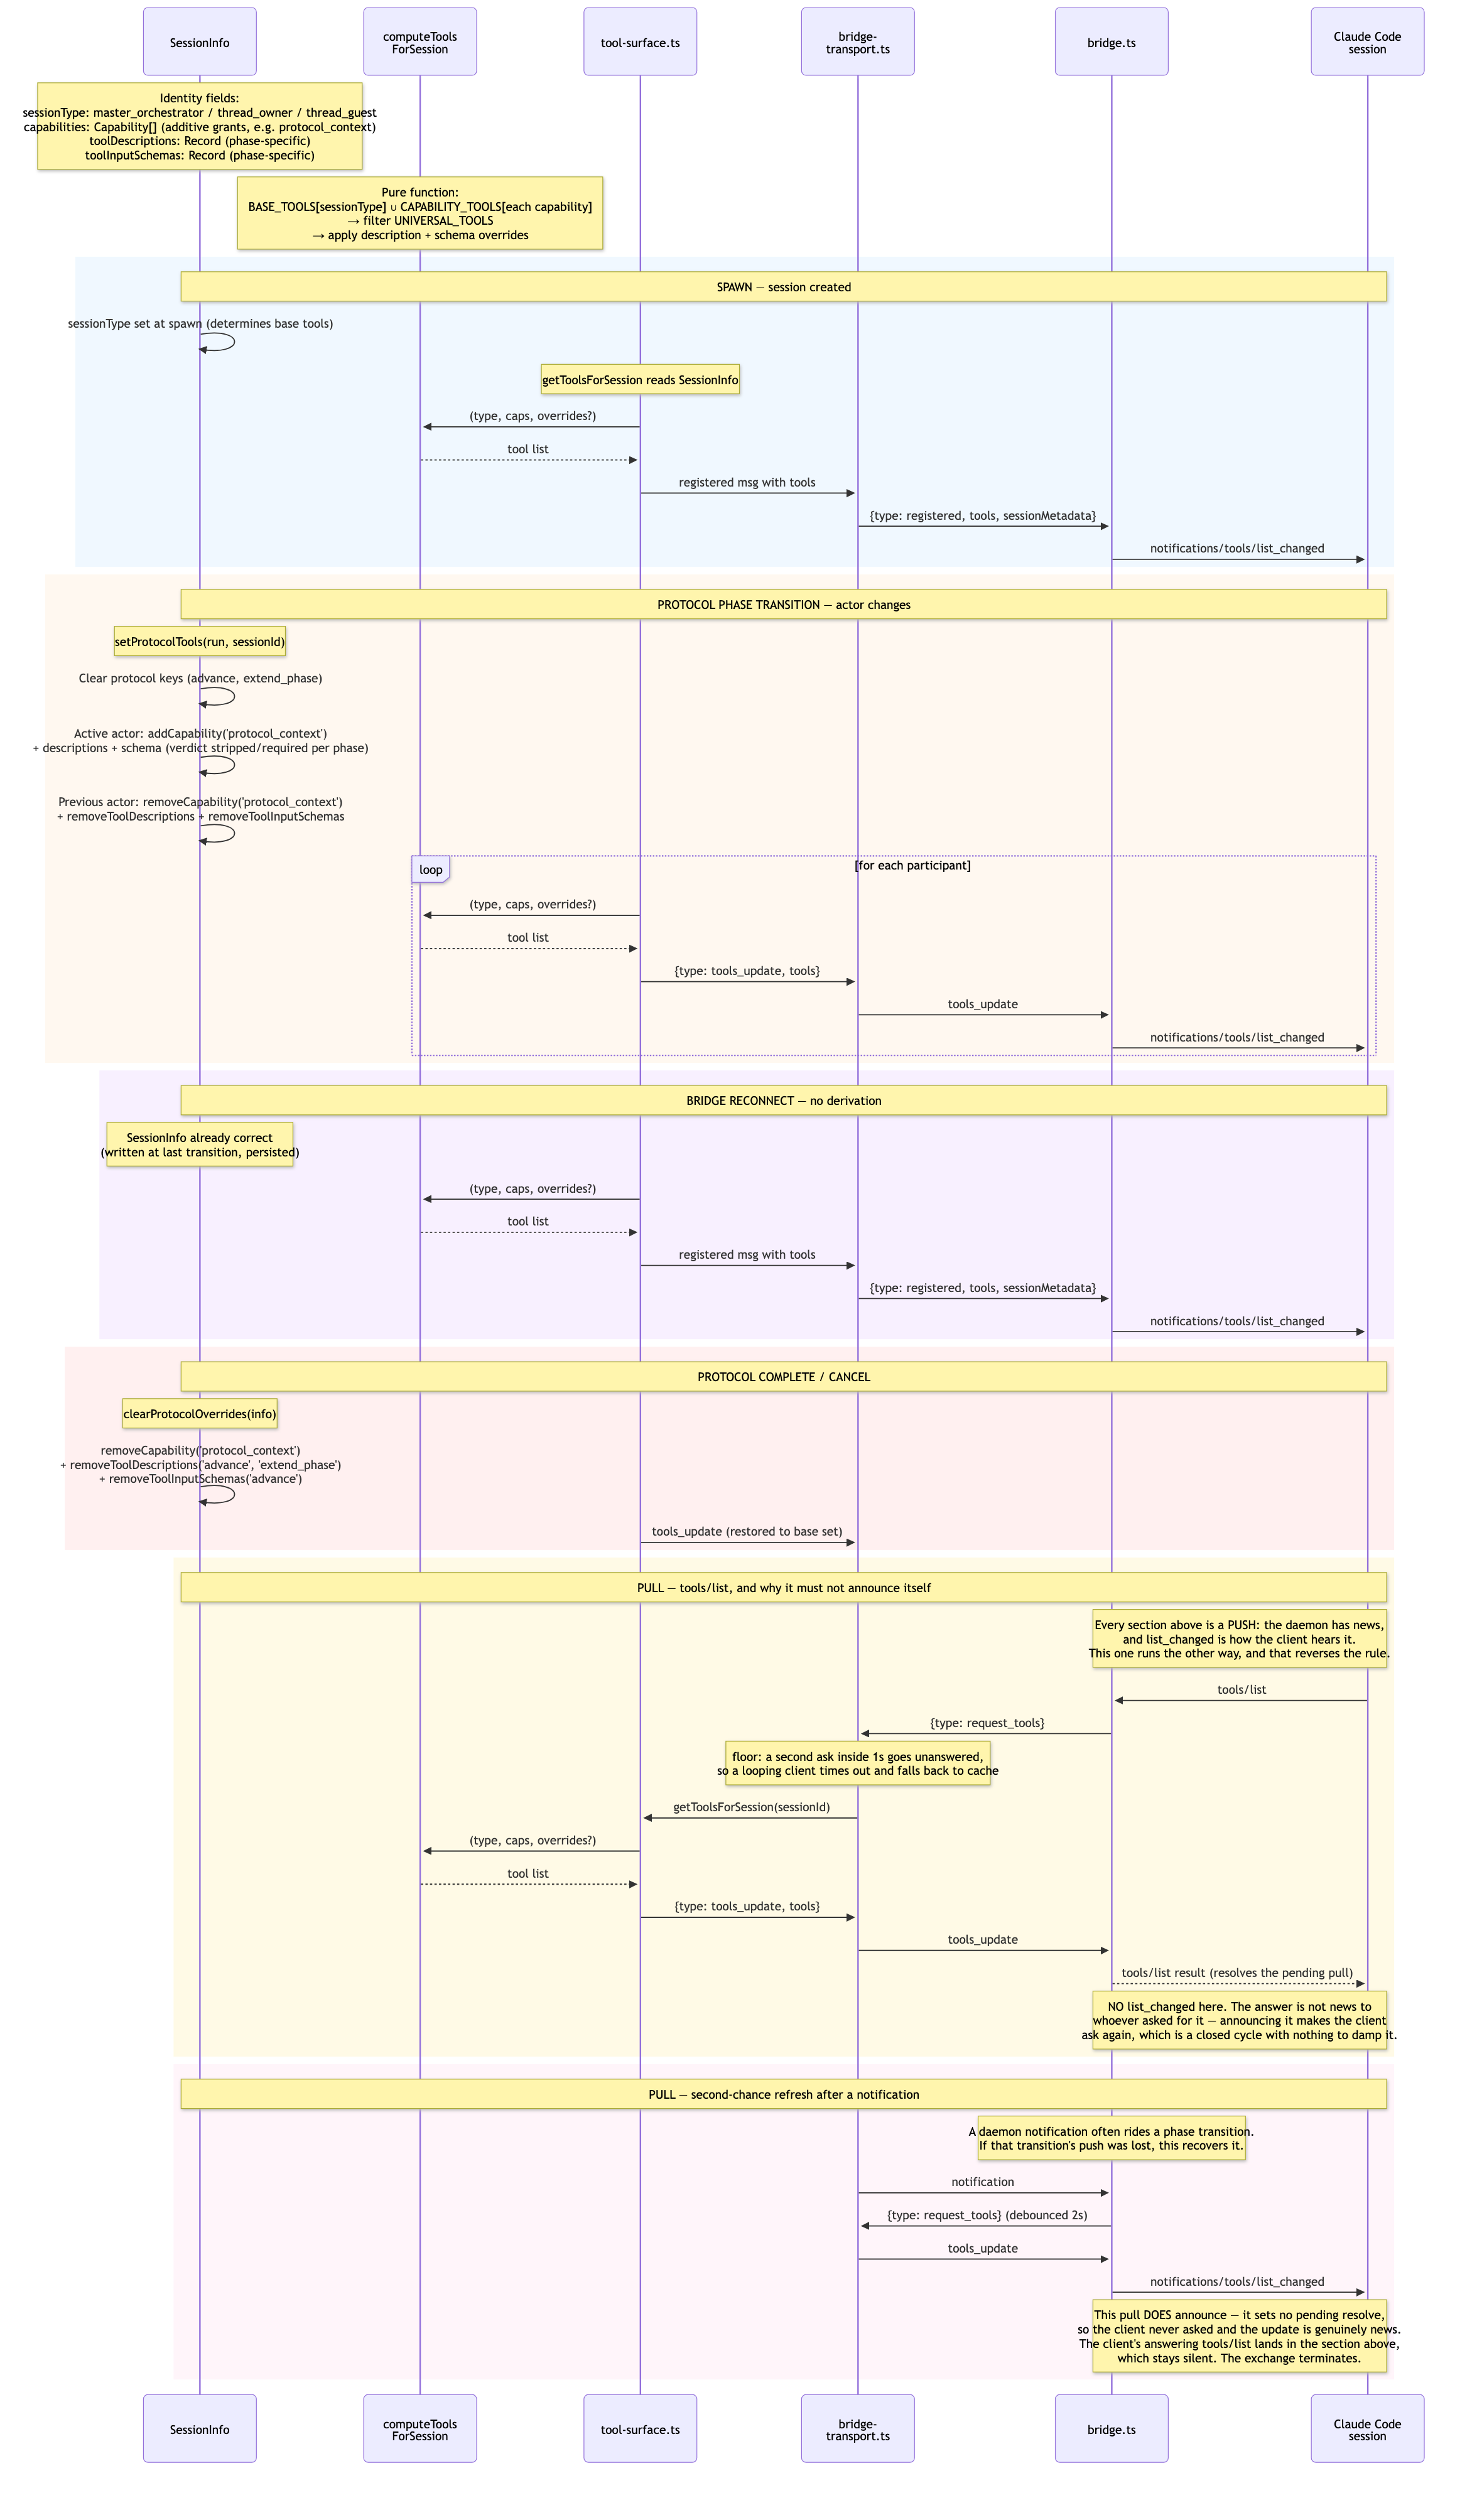 SessionInfo
computeTools
ForSession
tool-surface.ts
bridge-
transport.ts
bridge.ts
Claude Code
session
Identity fields:
sessionType: master_orchestrator / thread_owner / thread_guest
capabilities: Capability[] (additive grants, e.g. protocol_context)
toolDescriptions: Record (phase-specific)
toolInputSchemas: Record (phase-specific)
Pure function:
BASE_TOOLS[sessionType] ∪ CAPABILITY_TOOLS[each capability]
→ filter UNIVERSAL_TOOLS
→ apply description + schema overrides
SPAWN — session created
sessionType set at spawn (determines base tools)
getToolsForSession reads SessionInfo
(type, caps, overrides?)
tool list
registered msg with tools
{type: registered, tools, sessionMetadata}
notifications/tools/list_changed
PROTOCOL PHASE TRANSITION — actor changes
setProtocolTools(run, sessionId)
Clear protocol keys (advance, extend_phase)
Active actor: addCapability('protocol_context')
+ descriptions + schema (verdict stripped/required per phase)
Previous actor: removeCapability('protocol_context')
+ removeToolDescriptions + removeToolInputSchemas
loop
[for each participant]
(type, caps, overrides?)
tool list
{type: tools_update, tools}
tools_update
notifications/tools/list_changed
BRIDGE RECONNECT — no derivation
SessionInfo already correct
(written at last transition, persisted)
(type, caps, overrides?)
tool list
registered msg with tools
{type: registered, tools, sessionMetadata}
notifications/tools/list_changed
PROTOCOL COMPLETE / CANCEL
clearProtocolOverrides(info)
removeCapability('protocol_context')
+ removeToolDescriptions('advance', 'extend_phase')
+ removeToolInputSchemas('advance')
tools_update (restored to base set)
PULL — tools/list, and why it must not announce itself
Every section above is a PUSH: the daemon has news,
and list_changed is how the client hears it.
This one runs the other way, and that reverses the rule.
tools/list
{type: request_tools}
floor: a second ask inside 1s goes unanswered,
so a looping client times out and falls back to cache
getToolsForSession(sessionId)
(type, caps, overrides?)
tool list
{type: tools_update, tools}
tools_update
tools/list result (resolves the pending pull)
NO list_changed here. The answer is not news to
whoever asked for it — announcing it makes the client
ask again, which is a closed cycle with nothing to damp it.
PULL — second-chance refresh after a notification
A daemon notification often rides a phase transition.
If that transition's push was lost, this recovers it.
notification
{type: request_tools} (debounced 2s)
tools_update
notifications/tools/list_changed
This pull DOES announce — it sets no pending resolve,
so the client never asked and the update is genuinely news.
The client's answering tools/list lands in the section above,
which stays silent. The exchange terminates.
SessionInfo
computeTools
ForSession
tool-surface.ts
bridge-
transport.ts
bridge.ts
Claude Code
session